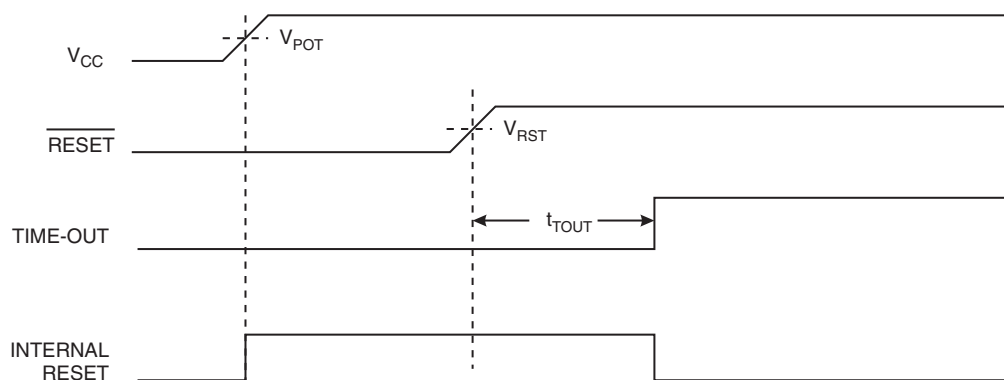 V_POT
V_CC
RESET
V_RST
t_TOUT
TIME-OUT
INTERNAL
RESET